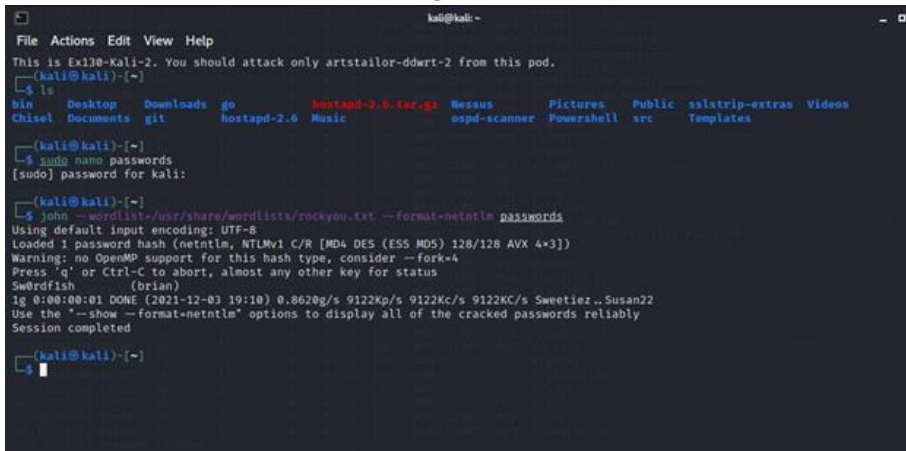 kali@kali: ~
File Actions Edit View Help
This is Ex130-Kali-2. You should attack only artstailor-ddwrt-2 from this pod.
(kali㉿kali)-[~]
$ ls
bin Desktop Downloads go hostapd-2.6.tar.gz Nessus Pictures Public sslstrip-extras Videos
Chisel Documents git hostapd-2.6 Music ospd-scanner Powershell src Templates
(kali㉿kali)-[~]
$ sudo nano passwords
[sudo] password for kali:
(kali㉿kali)-[~]
$ john --wordlist=/usr/share/wordlists/rockyou.txt --format=netntlm passwords
Using default input encoding: UTF-8
Loaded 1 password hash (netntlm, NTLMv1 C/R [MD4 DES (ESS MD5) 128/128 AVX 4×3])
Warning: no OpenMP support for this hash type, consider --fork=4
Press 'q' or Ctrl-C to abort, almost any other key for status
Sw0rdf1sh (brian)
1g 0:00:00:01 DONE (2021-12-03 19:10) 0.8620g/s 9122Kp/s 9122Kc/s 9122KC/s Sweetiez..Susan22
Use the "--show --format=netntlm" options to display all of the cracked passwords reliably
Session completed
(kali㉿kali)-[~]
$